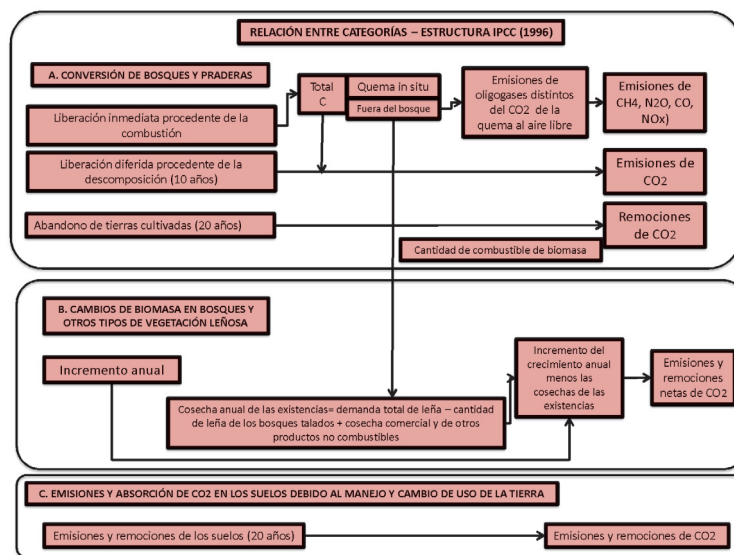 RELACIÓN ENTRE CATEGORÍAS – ESTRUCTURA IPCC (1996)
A. CONVERSIÓN DE BOSQUES Y PRADERAS
Liberación inmediata procedente de la
combustión
Total
C
Quema in situ
Fuera del bosque
Emisiones de
oligogases distintos
del CO2 de la
quema al aire libre
Emisiones de
CH4, N2O, CO,
NOx)
Liberación diferida procedente de la
descomposición (10 años)
Emisiones de
CO2
Abandono de tierras cultivadas (20 años)
Remociones
de CO2
Cantidad de combustible de biomasa
B. CAMBIOS DE BIOMASA EN BOSQUES Y
OTROS TIPOS DE VEGETACIÓN LEÑOSA
Incremento anual
Cosecha anual de las existencias= demanda total de leña – cantidad
de leña de los bosques talados + cosecha comercial y de otros
productos no combustibles
Incremento del
crecimiento anual
menos las
cosechas de las
existencias
Emisiones y
remociones
netas de CO2
C. EMISIONES Y ABSORCIÓN DE CO2 EN LOS SUELOS DEBIDO AL MANEJO Y CAMBIO DE USO DE LA TIERRA
Emisiones y remociones de los suelos (20 años)
Emisiones y remociones de CO2